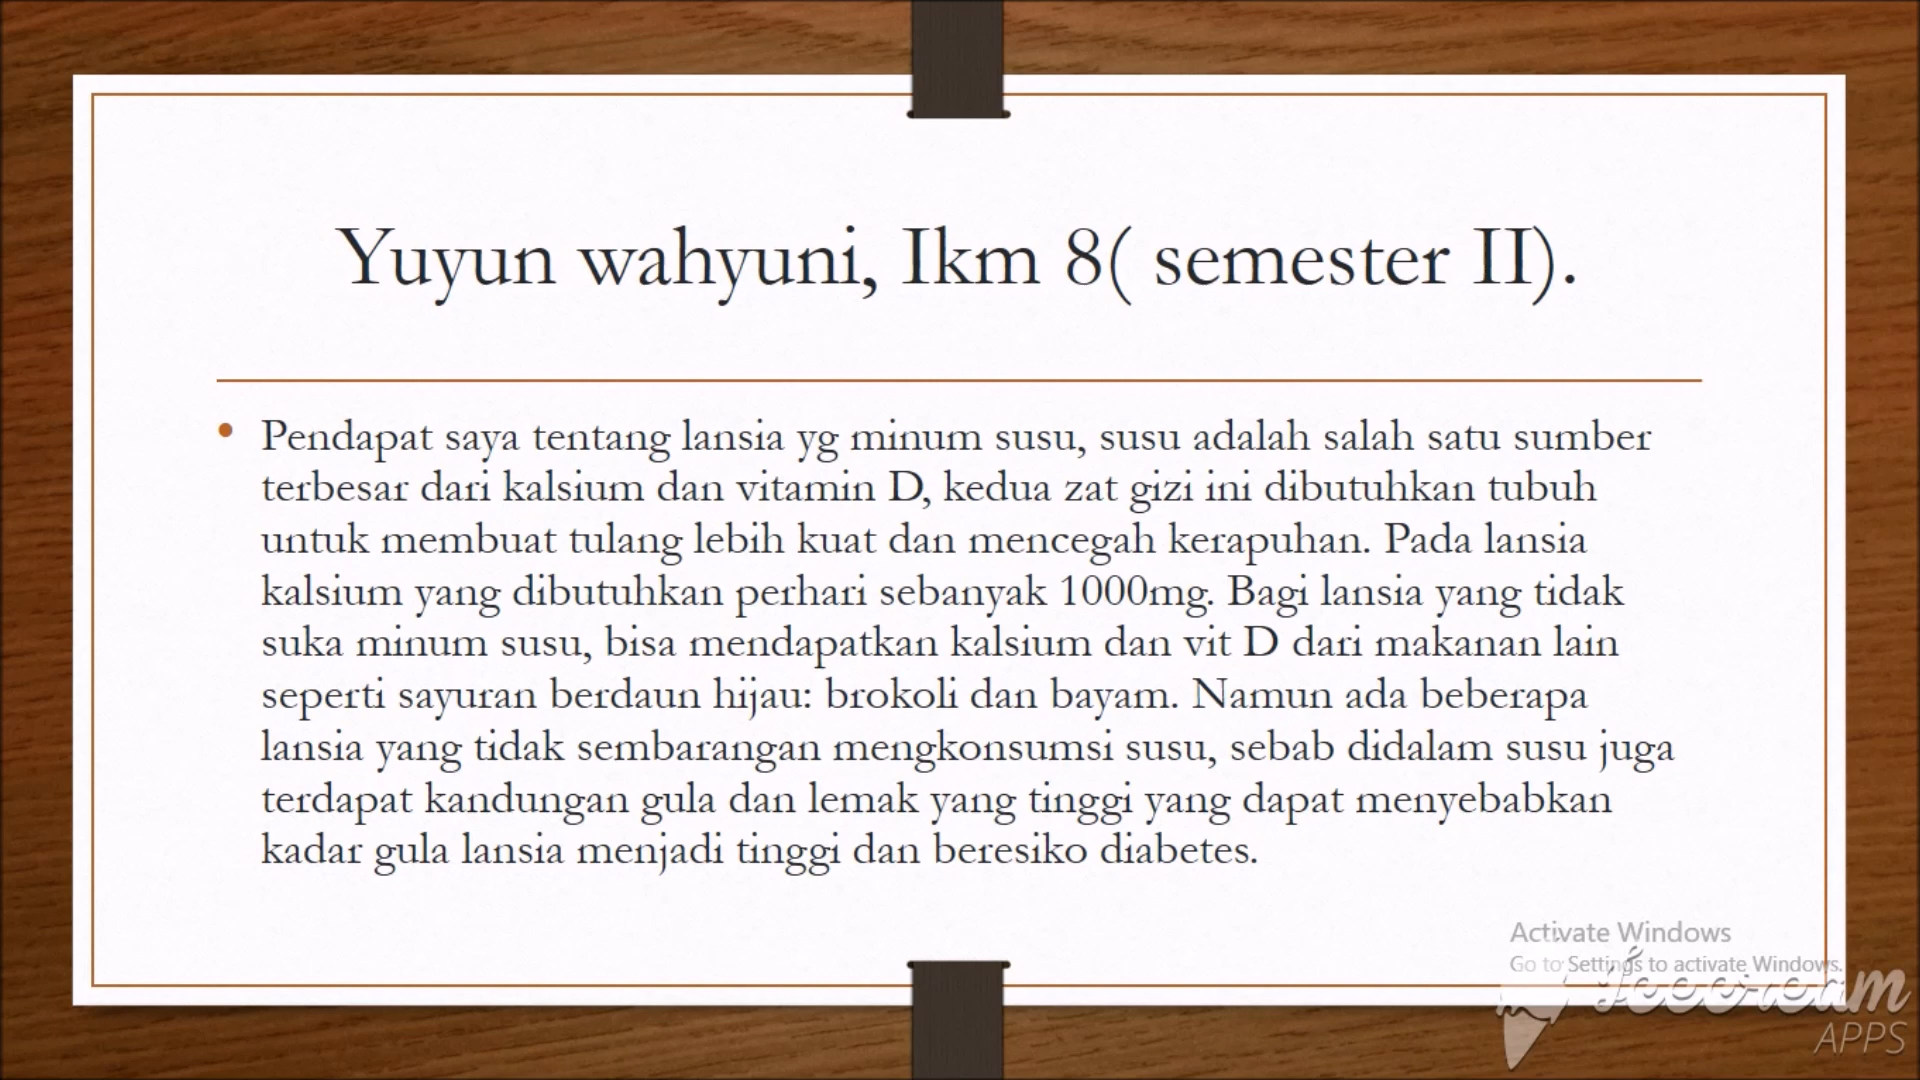 Yuyun wahyuni, Ikm 8( semester II).
• Pendapat saya tentang lansia yg minum susu, susu adalah salah satu sumber
terbesar dari kalsium dan vitamin D, kedua zat gizi ini dibutuhkan tubuh
untuk membuat tulang lebih kuat dan mencegah kerapuhan. Pada lansia
kalsium yang dibutuhkan perhari sebanyak 1000mg. Bagi lansia yang tidak
suka minum susu, bisa mendapatkan kalsium dan vit D dari makanan lain
seperti sayuran berdaun hijau: brokoli dan bayam. Namun ada beberapa
lansia yang tidak sembarangan mengkonsumsi susu, sebab didalam susu juga
terdapat kandungan gula dan lemak yang tinggi yang dapat menyebabkan
kadar gula lansia menjadi tinggi dan beresiko diabetes.
Activate Windows
Go to Settings to activate Windows.
Icecream
APPS